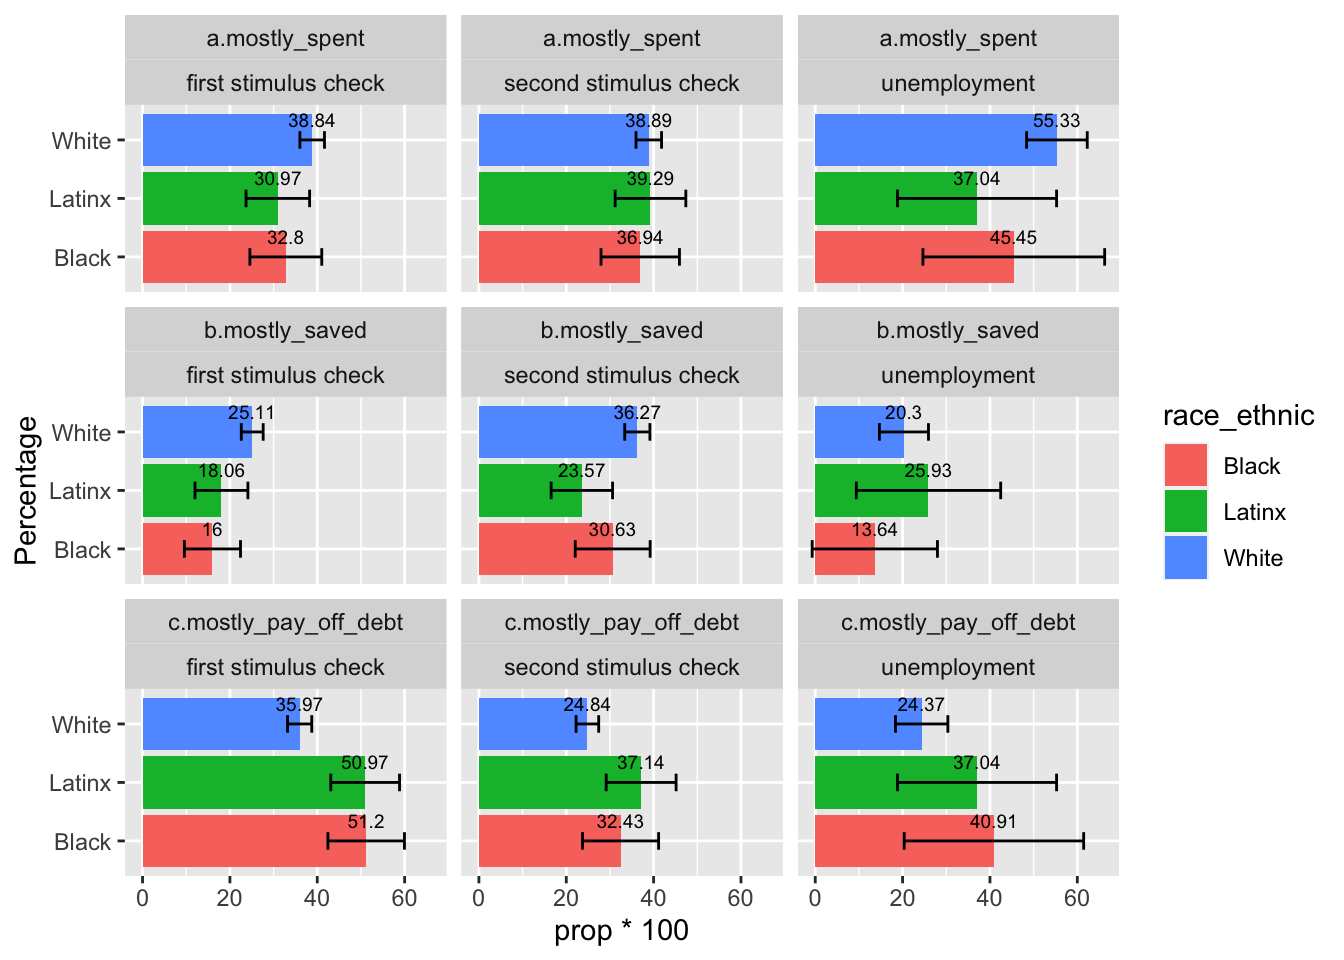 a.mostly_spent
first stimulus check
a.mostly_spent
second stimulus check
a.mostly_spent
unemployment
White
Latinx
Black
38.84
30.97
32.8
38.89
39.29
36.94
55.33
37.04
45.45
b.mostly_saved
first stimulus check
b.mostly_saved
second stimulus check
b.mostly_saved
unemployment
White
Latinx
Black
25.11
18.06
16
36.27
23.57
30.63
20.3
25.93
13.64
c.mostly_pay_off_debt
first stimulus check
c.mostly_pay_off_debt
second stimulus check
c.mostly_pay_off_debt
unemployment
White
Latinx
Black
35.97
50.97
51.2
24.84
37.14
32.43
24.37
37.04
40.91
0 20 40 60
0 20 40 60
0 20 40 60
prop * 100
Percentage
race_ethnic
Black
Latinx
White